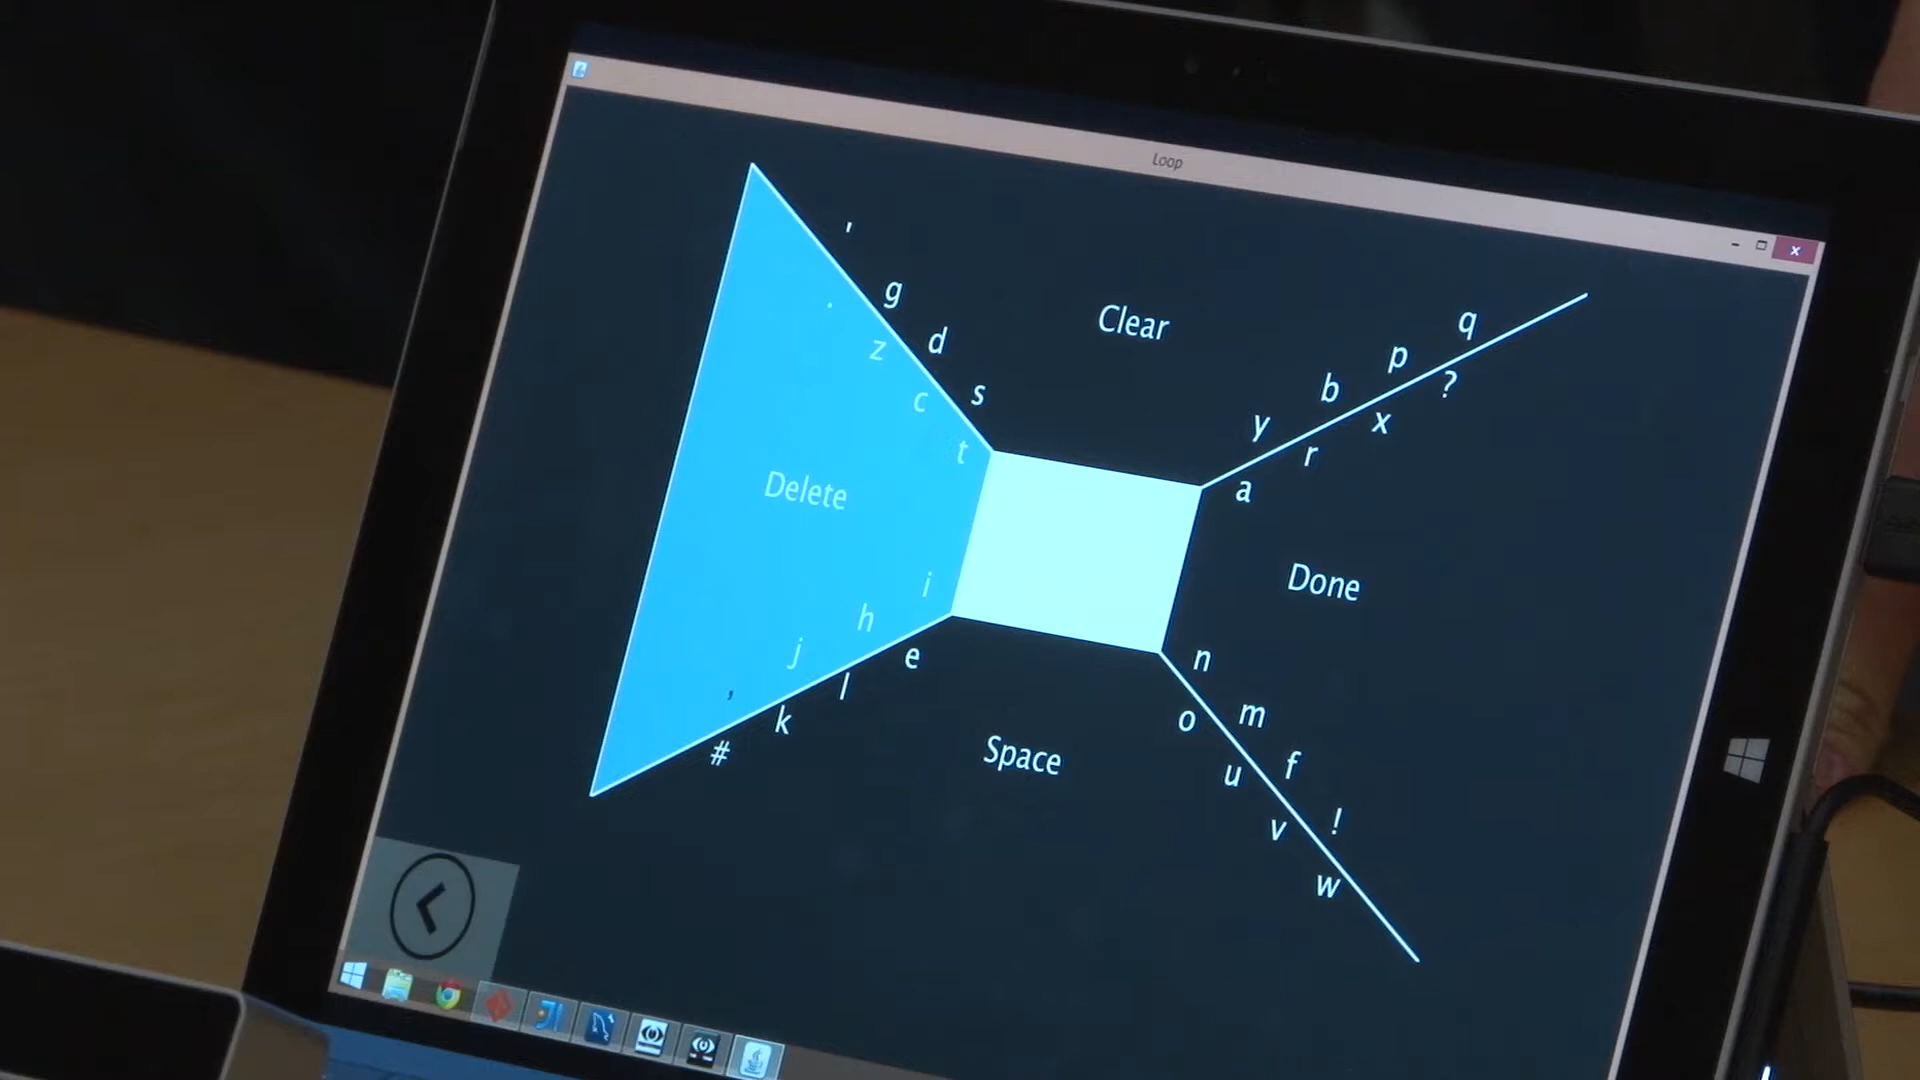 Loop
'
g
d
s
.
z
c
t
Clear
q
p
b
y
?
x
r
a
Delete
Done
i
h
j
,
e
l
k
#
Space
n
m
f
!
o
u
v
w